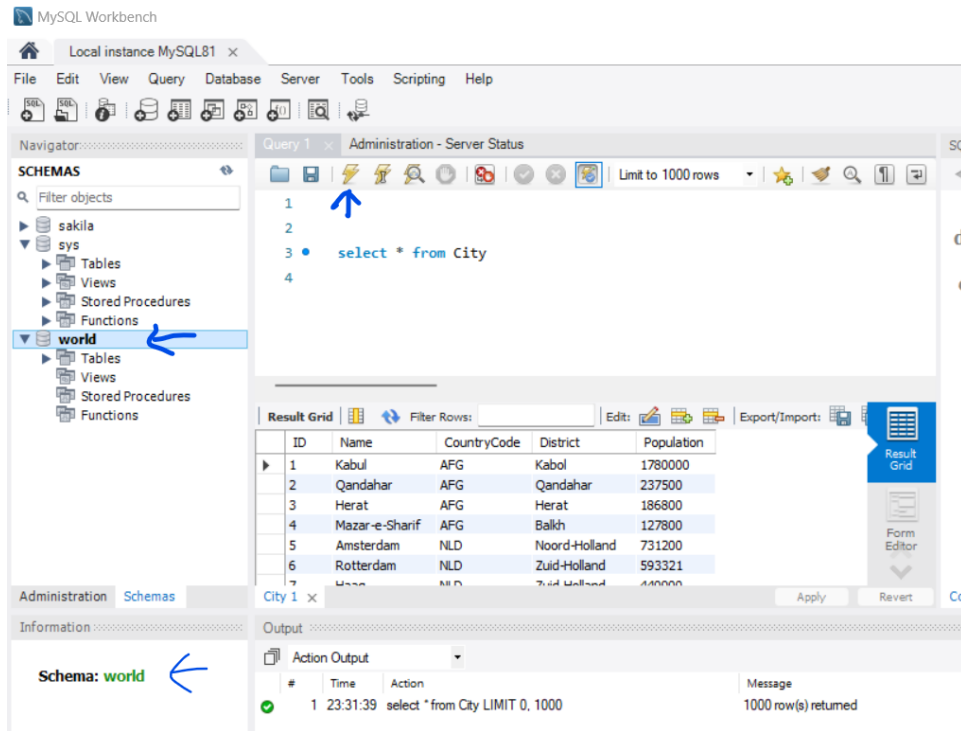 MySQL Workbench
Local instance MySQL81
File Edit View Query Database Server Tools Scripting Help
Navigator
Query 1
Administration - Server Status
SCHEMAS
Limit to 1000 rows
Filter objects
1
sakila
2
sys
3 select * from City
Tables
4
Views
Stored Procedures
Functions
world
Tables
Views
Stored Procedures
Functions
Result Grid Filter Rows: Edit: Export/Import:
ID Name CountryCode District Population
1 Kabul AFG Kabol 1780000
2 Qandahar AFG Qandahar 237500
3 Herat AFG Herat 186800
4 Mazar-e-Sharif AFG Balkh 127800
5 Amsterdam NLD Noord-Holland 731200
6 Rotterdam NLD Zuid-Holland 593321
7 Haag NLD Zuid-Holland 440000
Result
Grid
Form
Editor
Administration Schemas
City 1
Apply Revert
Information
Output
Schema: world
Action Output
# Time Action Message
1 23:31:39 select * from City LIMIT 0, 1000 1000 row(s) returned